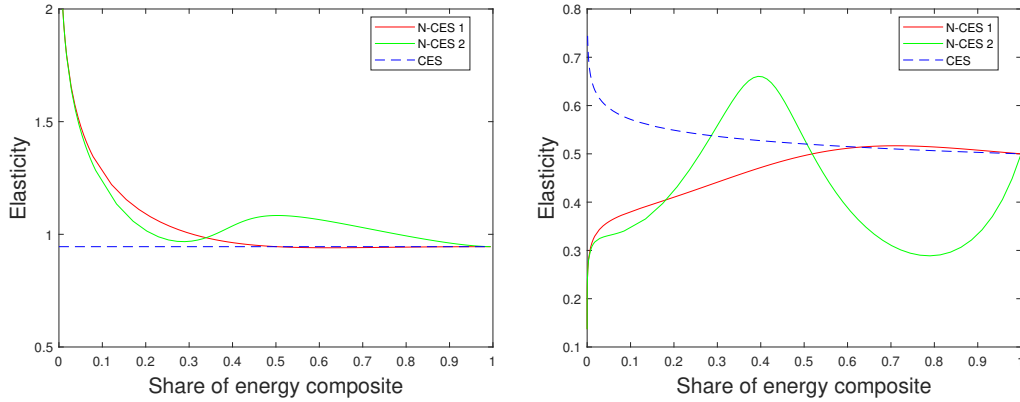 2
1.5
1
0.5
Elasticity
0 0.1 0.2 0.3 0.4 0.5 0.6 0.7 0.8 0.9 1
Share of energy composite
N-CES 1
N-CES 2
CES
0.8
0.7
0.6
0.5
0.4
0.3
0.2
0.1
Elasticity
0 0.1 0.2 0.3 0.4 0.5 0.6 0.7 0.8 0.9 1
Share of energy composite
N-CES 1
N-CES 2
CES